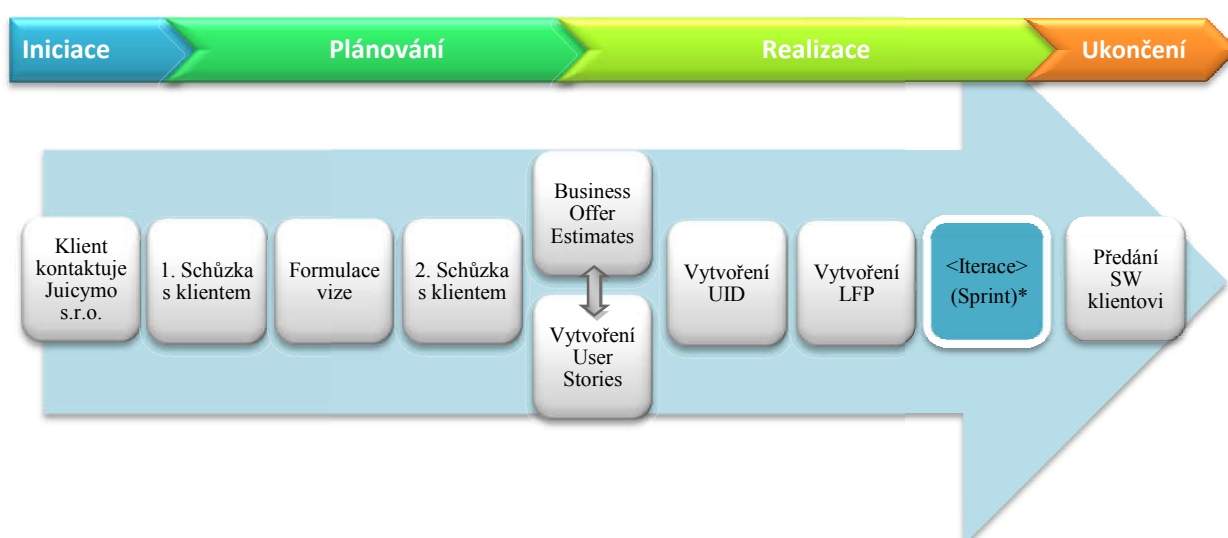 Iniciace
Plánování
Realizace
Ukončení
Klient
kontaktuje
Juicymo
s.r.o.
1. Schůzka
s klientem
Formulace
vize
2. Schůzka
s klientem
Business
Offer
Estimates
Vytvoření
User
Stories
Vytvoření
UID
Vytvoření
LFP
<Iterace>
(Sprint)*
Předání
SW
klientovi